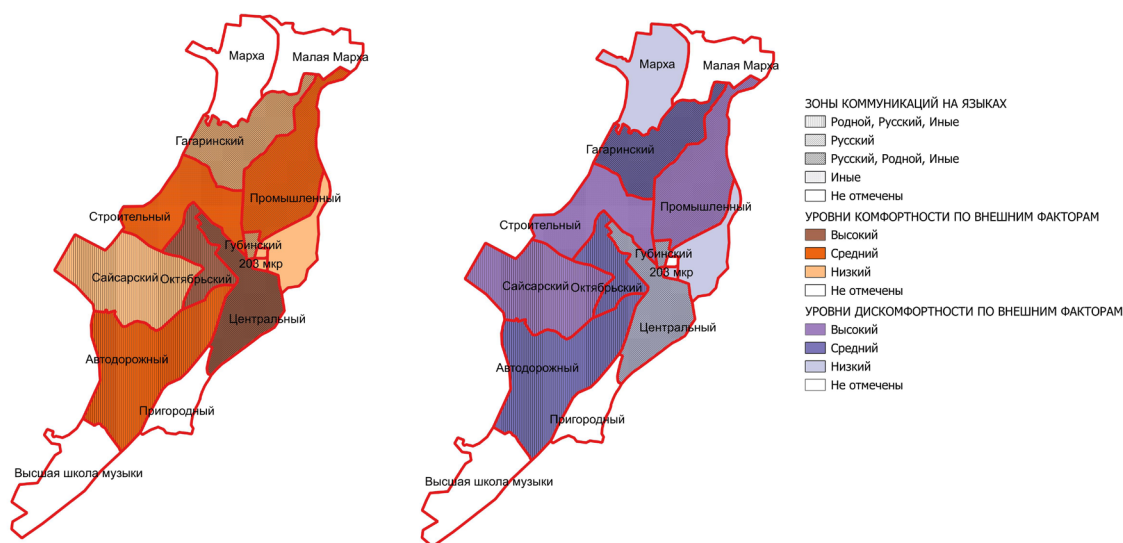 Марха
Малая Марха
Гагаринский
Промышленный
Строительный
Губинский
203 мкр
Сайсарский
Октябрьский
Центральный
Автодорожный
Пригородный
Высшая школа музыки
Марха
Малая Марха
Гагаринский
Промышленный
Строительный
Губинский
203 мкр
Сайсарский
Октябрьский
Центральный
Автодорожный
Пригородный
Высшая школа музыки
ЗОНЫ КОММУНИКАЦИЙ НА ЯЗЫКАХ
Родной, Русский, Иные
Русский
Русский, Родной, Иные
Иные
Не отмечены
УРОВНИ КОМФОРТНОСТИ ПО ВНЕШНИМ ФАКТОРАМ
Высокий
Средний
Низкий
Не отмечены
УРОВНИ ДИСКОМФОРТНОСТИ ПО ВНЕШНИМ ФАКТОРАМ
Высокий
Средний
Низкий
Не отмечены